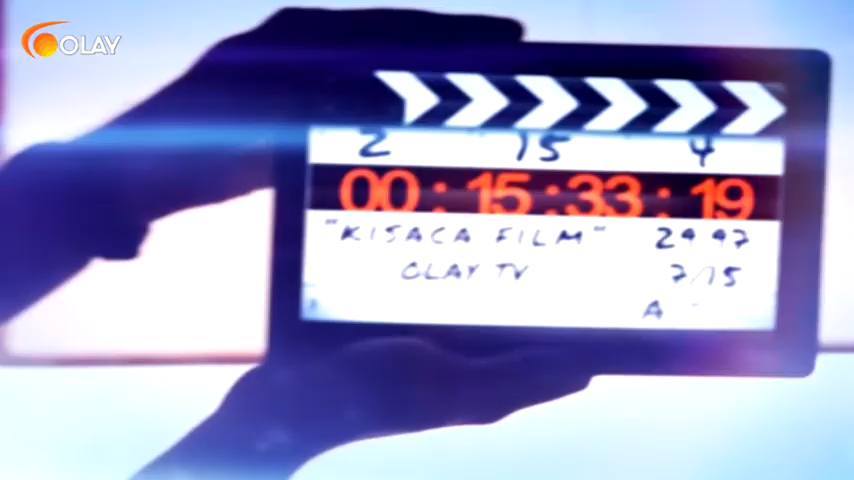 OLAY
2 15 4
00:15:33:19
"KISACA FILM" 29 97
OLAY TV 7/15
A